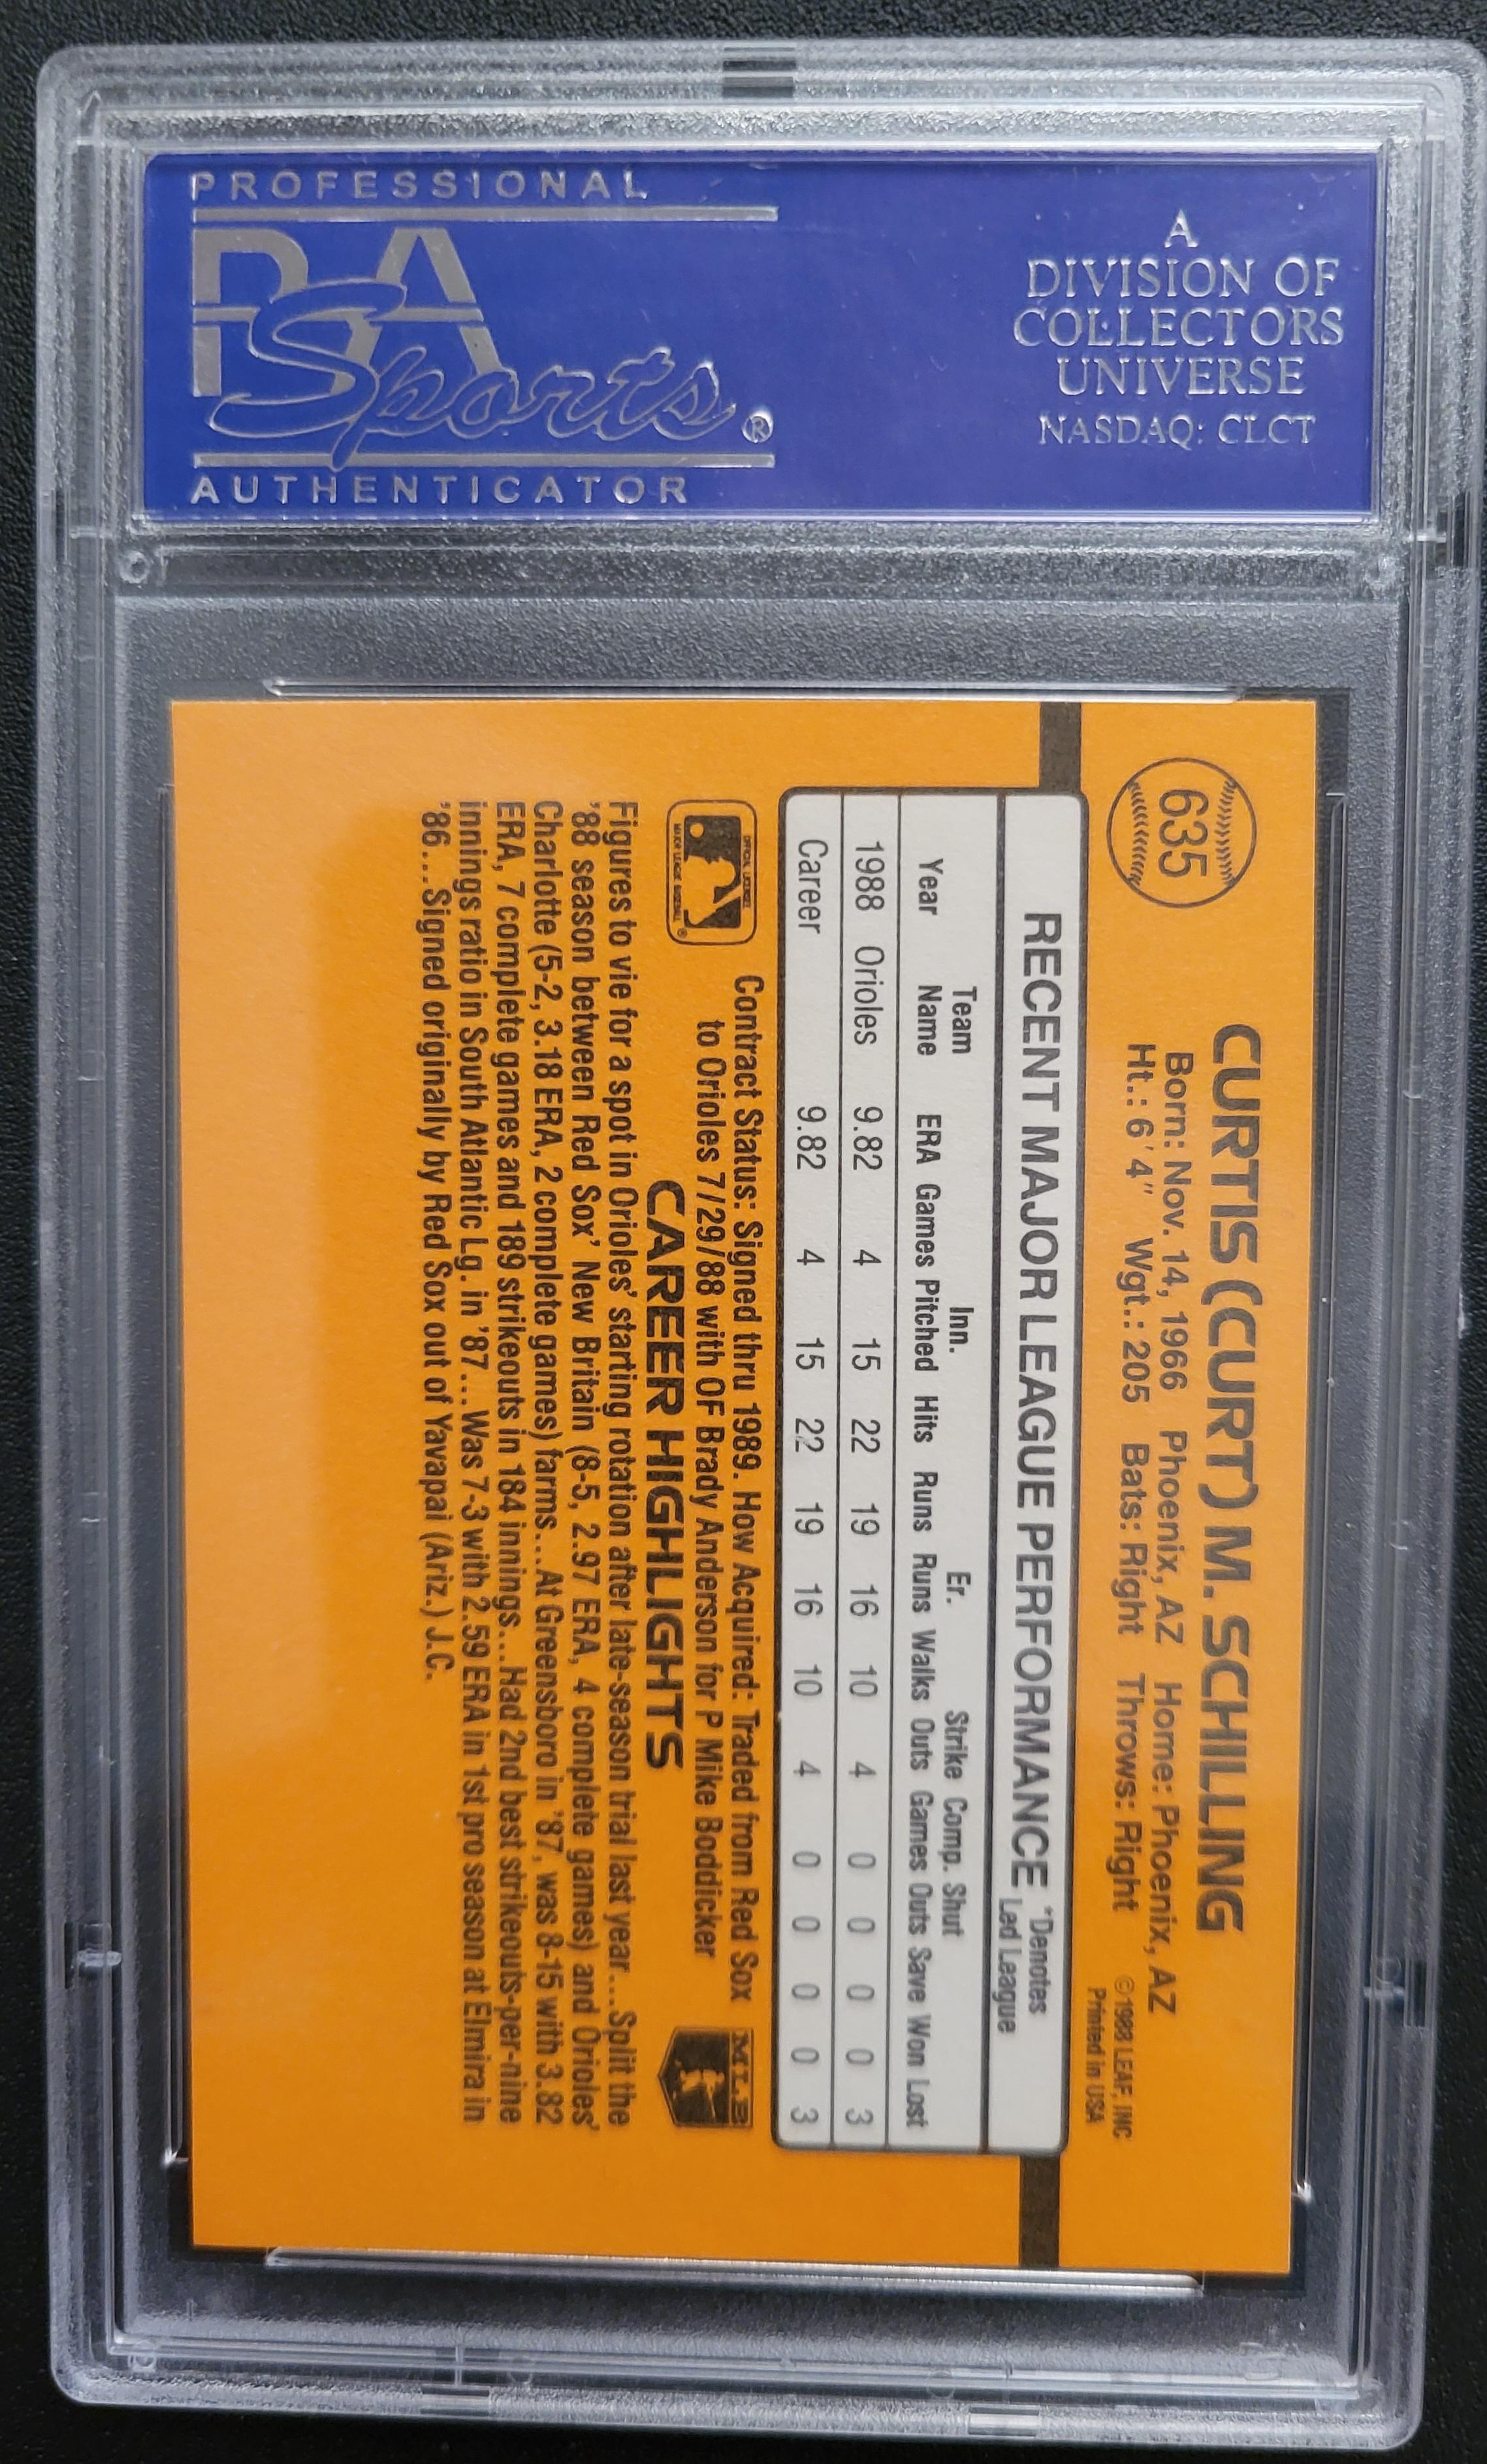 PROFESSIONAL
PSA
Sports®
AUTHENTICATOR
A
DIVISION OF
COLLECTORS
UNIVERSE
NASDAQ: CLCT
635
CURTIS (CURT) M. SCHILLING
Born: Nov. 14, 1966 Phoenix, AZ Home: Phoenix, AZ
Ht.: 6'4" Wgt.: 205 Bats: Right Throws: Right
© 1988 LEAF, INC
Printed in USA
RECENT MAJOR LEAGUE PERFORMANCE
*Denotes
Led League
Team Inn. Er. Strike Comp. Shut
Year Name ERA Games Pitched Hits Runs Runs Walks Outs Games Outs Save Won Lost
1988 Orioles 9.82 4 15 22 19 16 10 4 0 0 0 0 3
Career 9.82 4 15 22 19 16 10 4 0 0 0 0 3
OFFICIAL LICENSEE
MAJOR LEAGUE BASEBALL®
Contract Status: Signed thru 1989. How Acquired: Traded from Red Sox
to Orioles 7/29/88 with OF Brady Anderson for P Mike Boddicker
CAREER HIGHLIGHTS
Figures to vie for a spot in Orioles' starting rotation after late-season trial last year...Split the
'88 season between Red Sox' New Britain (8-5, 2.97 ERA, 4 complete games) and Orioles'
Charlotte (5-2, 3.18 ERA, 2 complete games) farms...At Greensboro in '87, was 8-15 with 3.82
ERA, 7 complete games and 189 strikeouts in 184 innings...Had 2nd best strikeouts-per-nine
innings ratio in South Atlantic Lg. in '87...Was 7-3 with 2.59 ERA in 1st pro season at Elmira in
'86...Signed originally by Red Sox out of Yavapai (Ariz.) J.C.